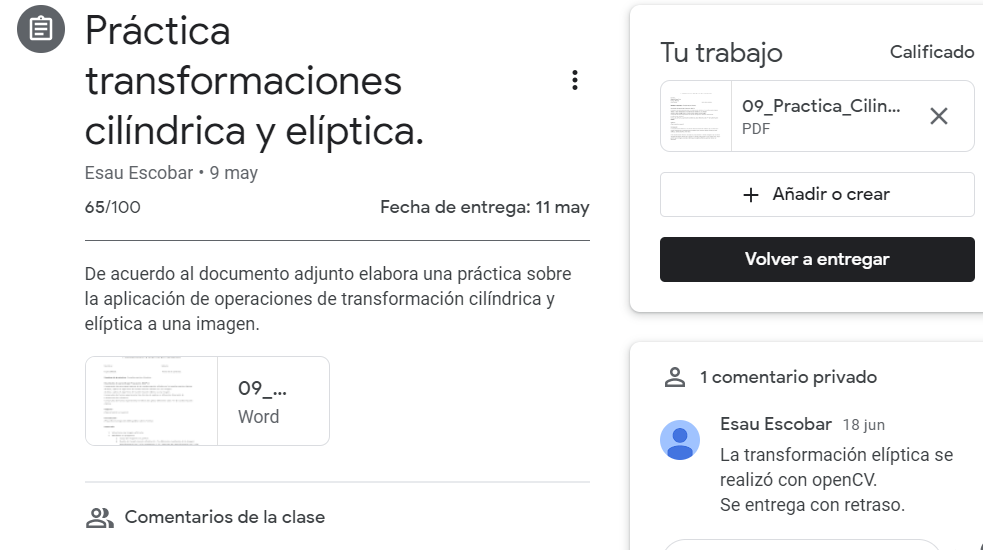 Práctica
transformaciones
cilíndrica y elíptica.
Esau Escobar • 9 may
65/100
Fecha de entrega: 11 may
De acuerdo al documento adjunto elabora una práctica sobre
la aplicación de operaciones de transformación cilíndrica y
elíptica a una imagen.
09_...
Word
Comentarios de la clase
Tu trabajo
Calificado
09_Practica_Cilin...
PDF
Añadir o crear
Volver a entregar
1 comentario privado
Esau Escobar 18 jun
La transformación elíptica se
realizó con openCV.
Se entrega con retraso.